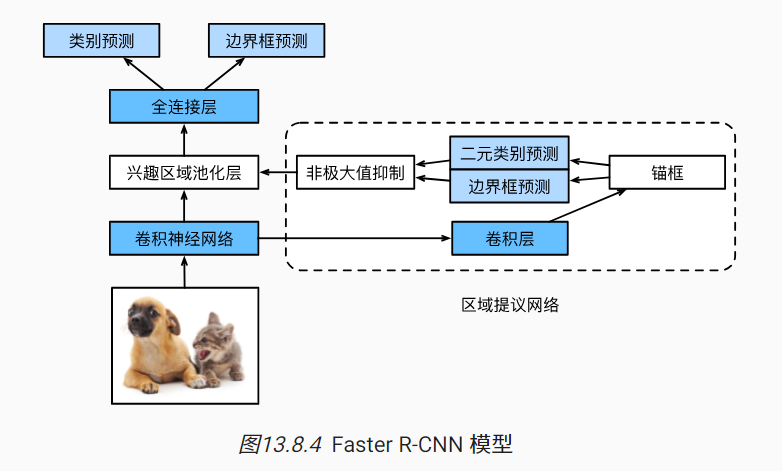 类别预测
边界框预测
全连接层
兴趣区域池化层
非极大值抑制
二元类别预测
边界框预测
锚框
卷积神经网络
卷积层
区域提议网络
图13.8.4 Faster R-CNN 模型